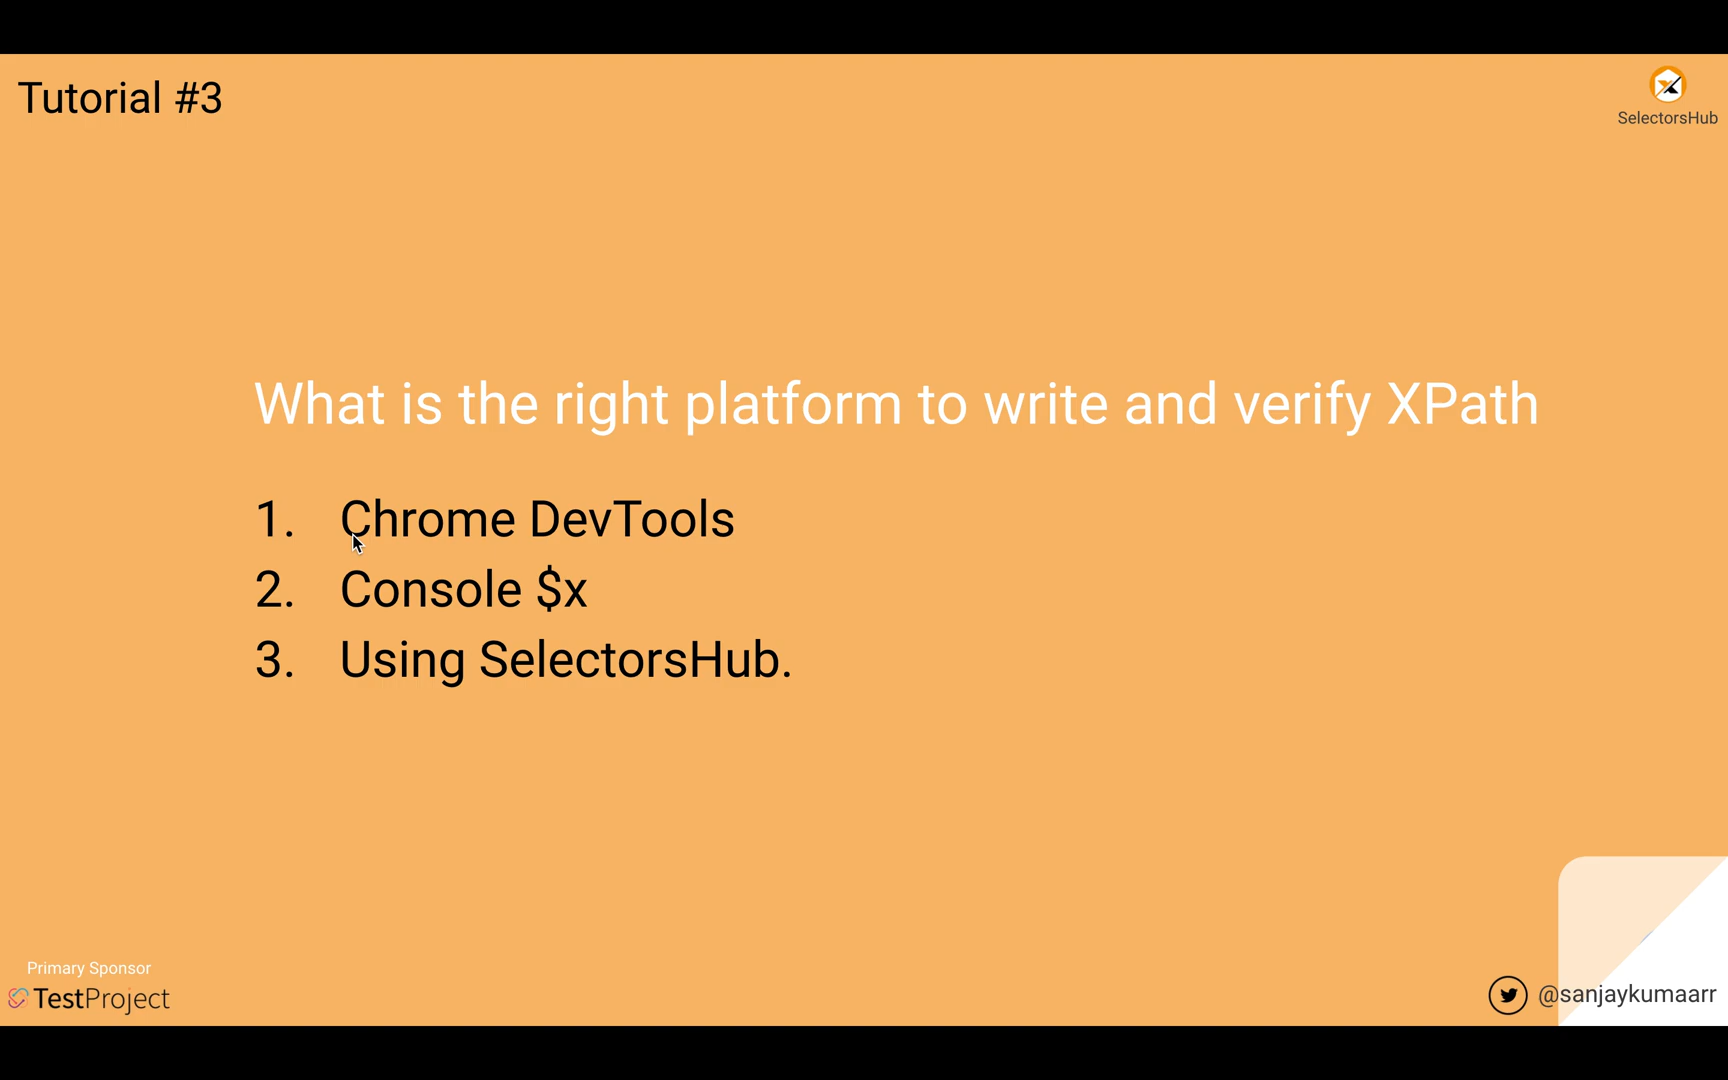 Tutorial #3
SelectorsHub
What is the right platform to write and verify XPath
1. Chrome DevTools
2. Console $x
3. Using SelectorsHub.
Primary Sponsor
TestProject
@sanjaykumaarr